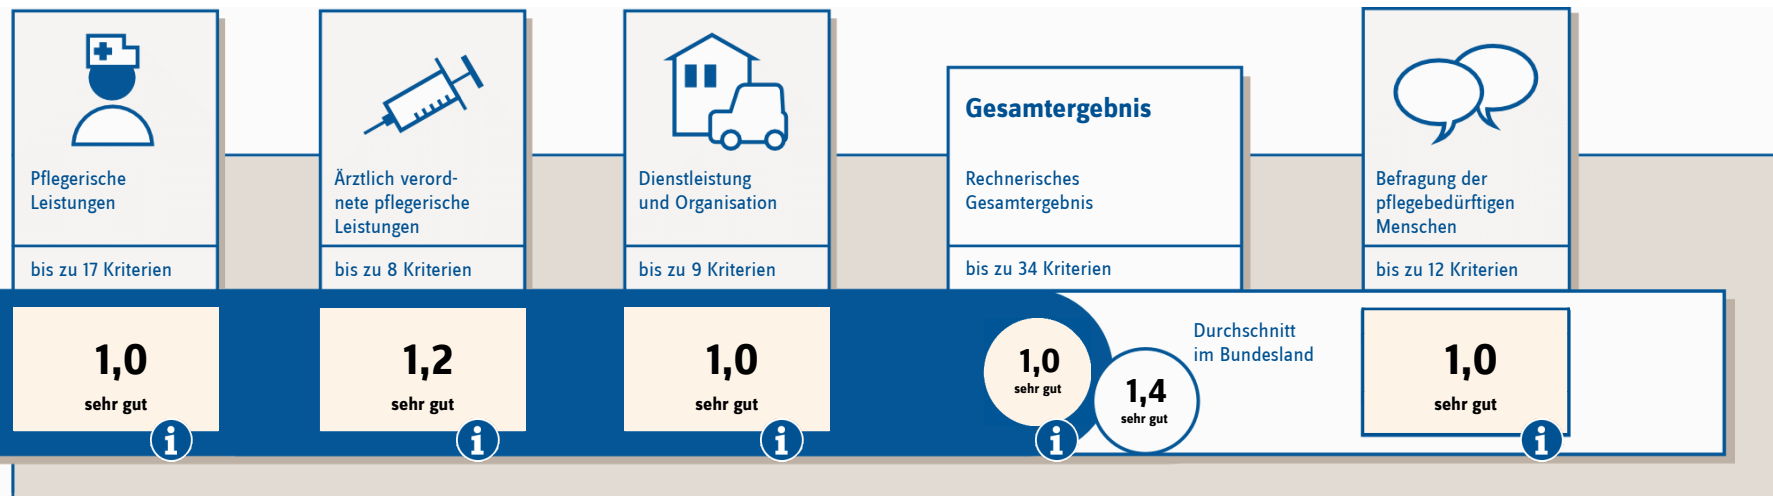 Pflegerische
Leistungen
bis zu 17 Kriterien
1,0
sehr gut
i
Ärztlich verord-
nete pflegerische
Leistungen
bis zu 8 Kriterien
1,2
sehr gut
i
Dienstleistung
und Organisation
bis zu 9 Kriterien
1,0
sehr gut
i
Gesamtergebnis
Rechnerisches
Gesamtergebnis
bis zu 34 Kriterien
1,0
sehr gut
i
1,4
sehr gut
Durchschnitt
im Bundesland
Befragung der
pflegebedürftigen
Menschen
bis zu 12 Kriterien
1,0
sehr gut
i